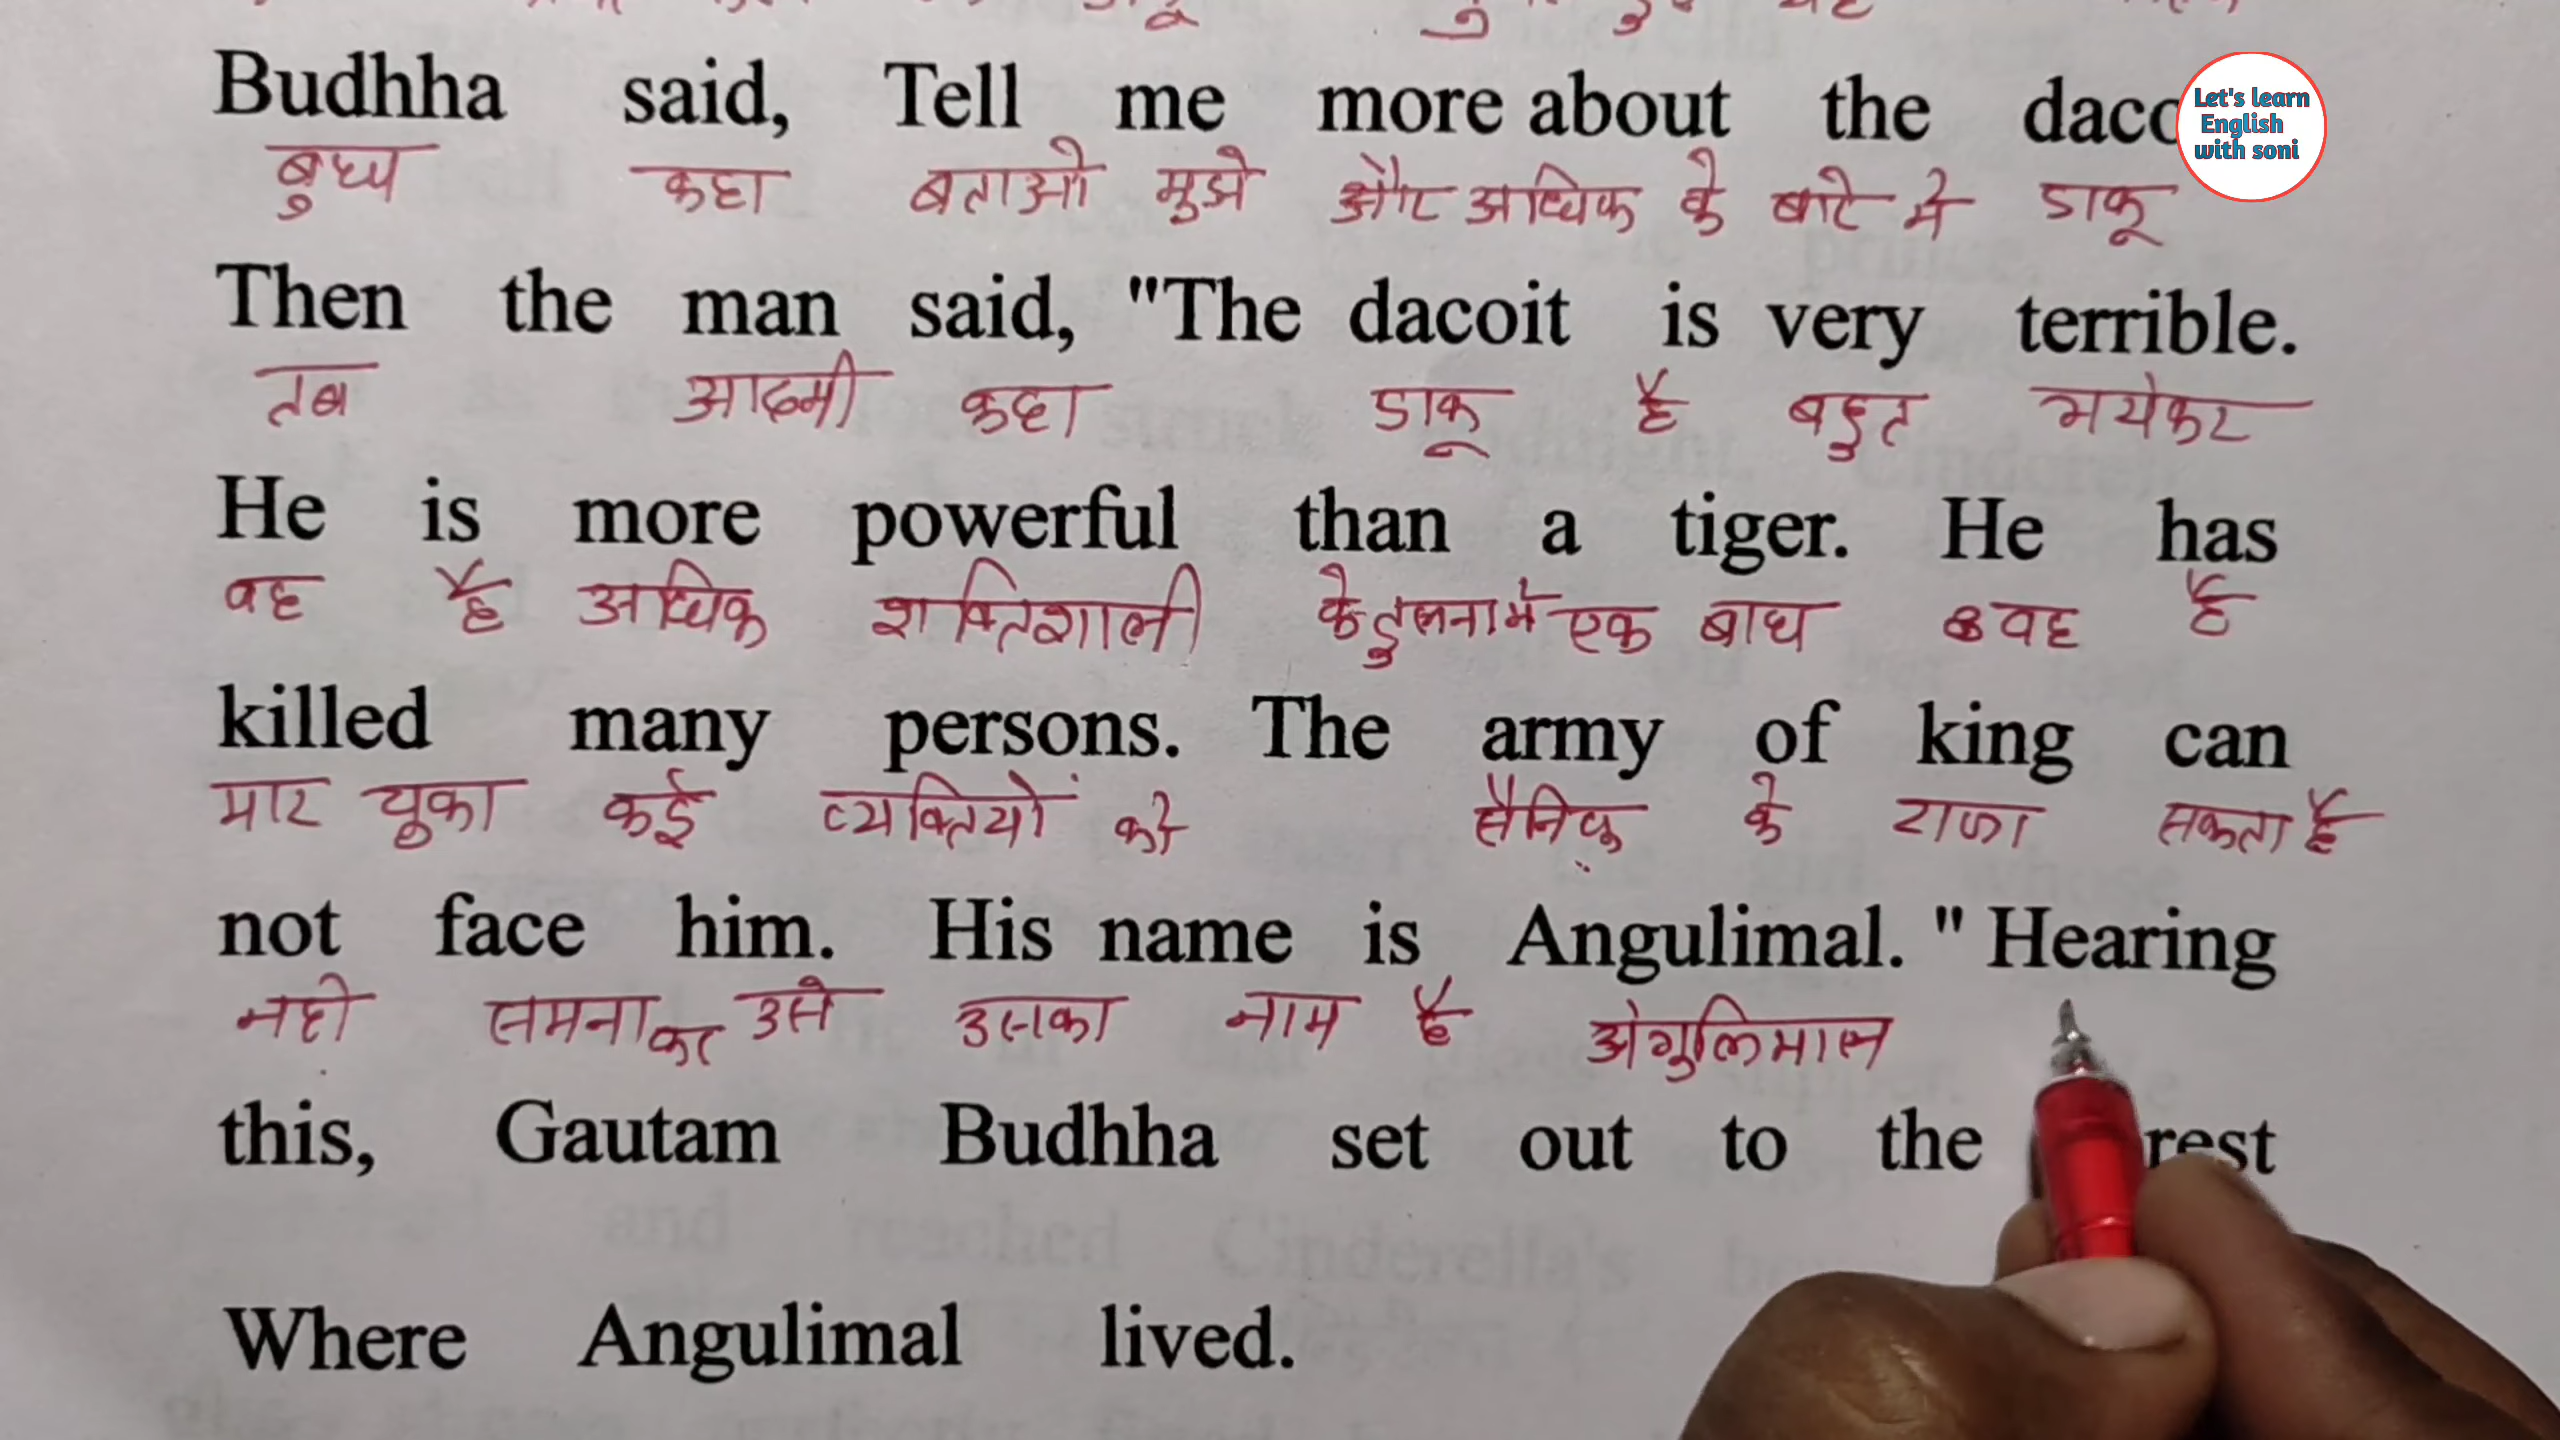 Budhha said, Tell me more about the
Let's learn
English
with soni
बुध्ध कहा बताओ मुझे और अधिक के बारे मे डाकू
Then the man said, "The dacoit is very terrible.
तब आदमी कहा डाकू है बहुत भयंकर
He is more powerful than a tiger. He has
वह है अधिक शक्तिशाली के तुलना मे एक बाघ वह है
killed many persons. The army of king can
मार चुका कई व्यक्तियों को सैनिक के राजा सकता है
not face him. His name is Angulimal. " Hearing
नही समना कर उसे उसका नाम है अंगुलिमाल
this, Gautam Budhha set out to the
Where Angulimal lived.